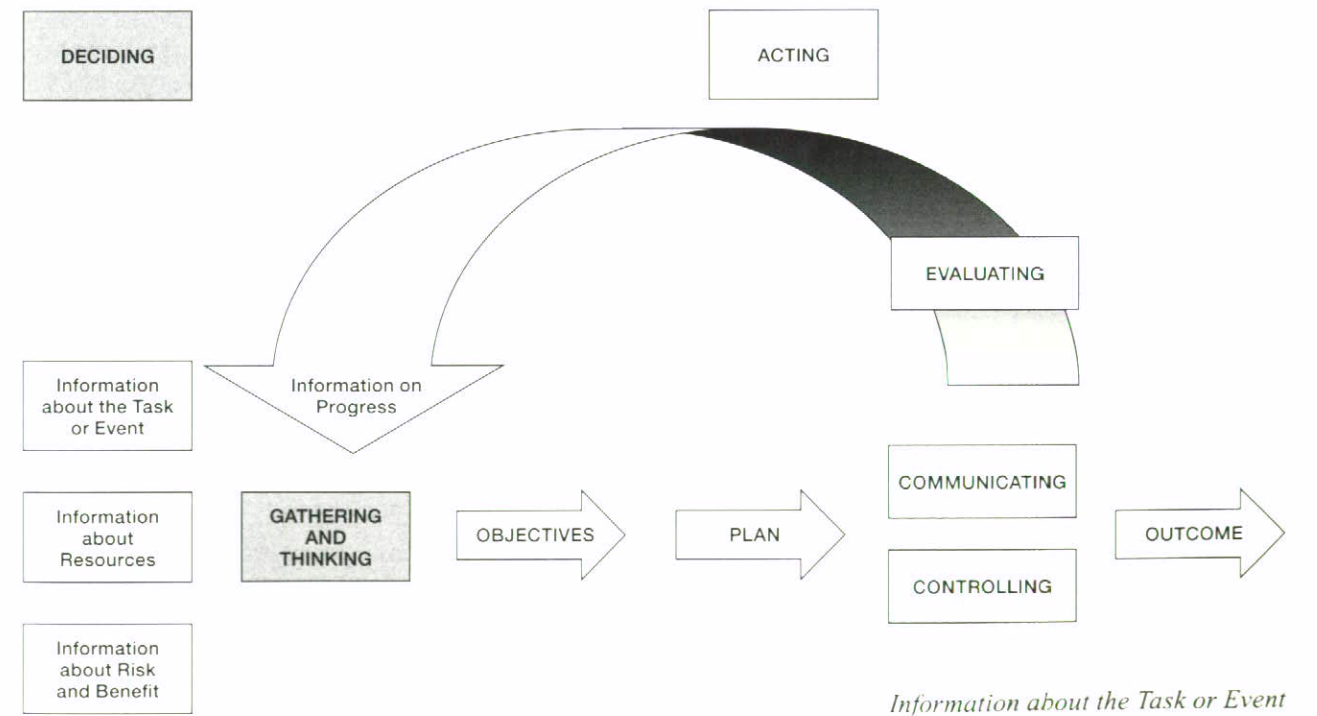 DECIDING
ACTING
EVALUATING
Information
about the Task
or Event
Information on
Progress
COMMUNICATING
Information
about
Resources
GATHERING
AND
THINKING
OBJECTIVES
PLAN
OUTCOME
CONTROLLING
Information
about Risk
and Benefit
Information about the Task or Event